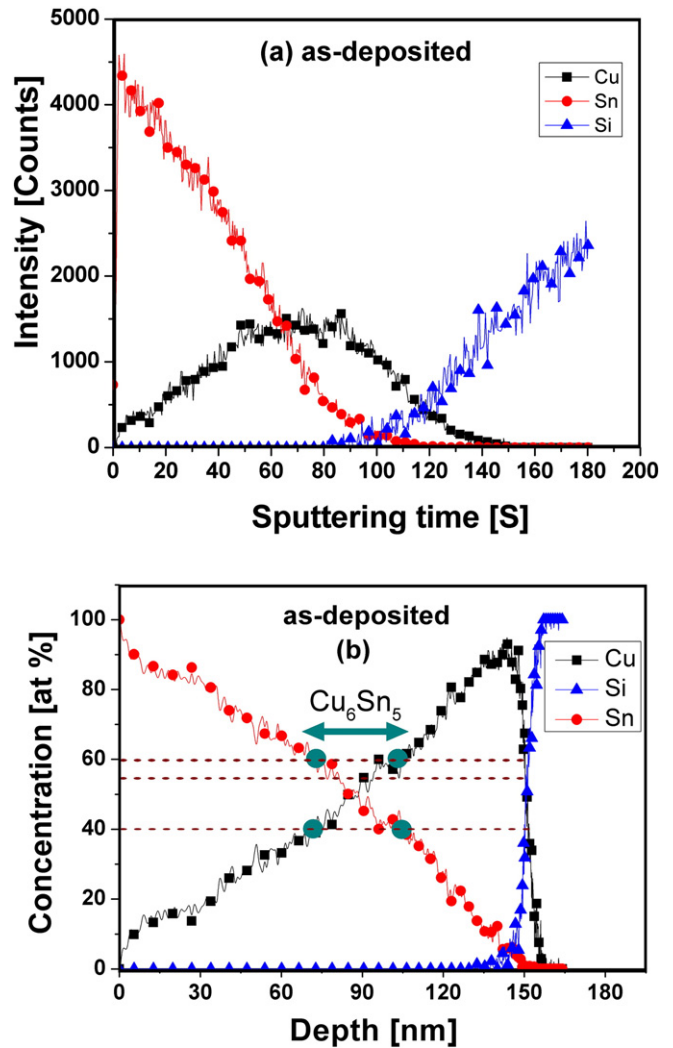 (a) as-deposited
Cu
Sn
Si
Intensity [Counts]
5000
4000
3000
2000
1000
0
0 20 40 60 80 100 120 140 160 180 200
Sputtering time [S]
as-deposited
(b)
Cu
Si
Sn
Cu₆Sn₅
Concentration [at %]
100
80
60
40
20
0
0 30 60 90 120 150 180
Depth [nm]